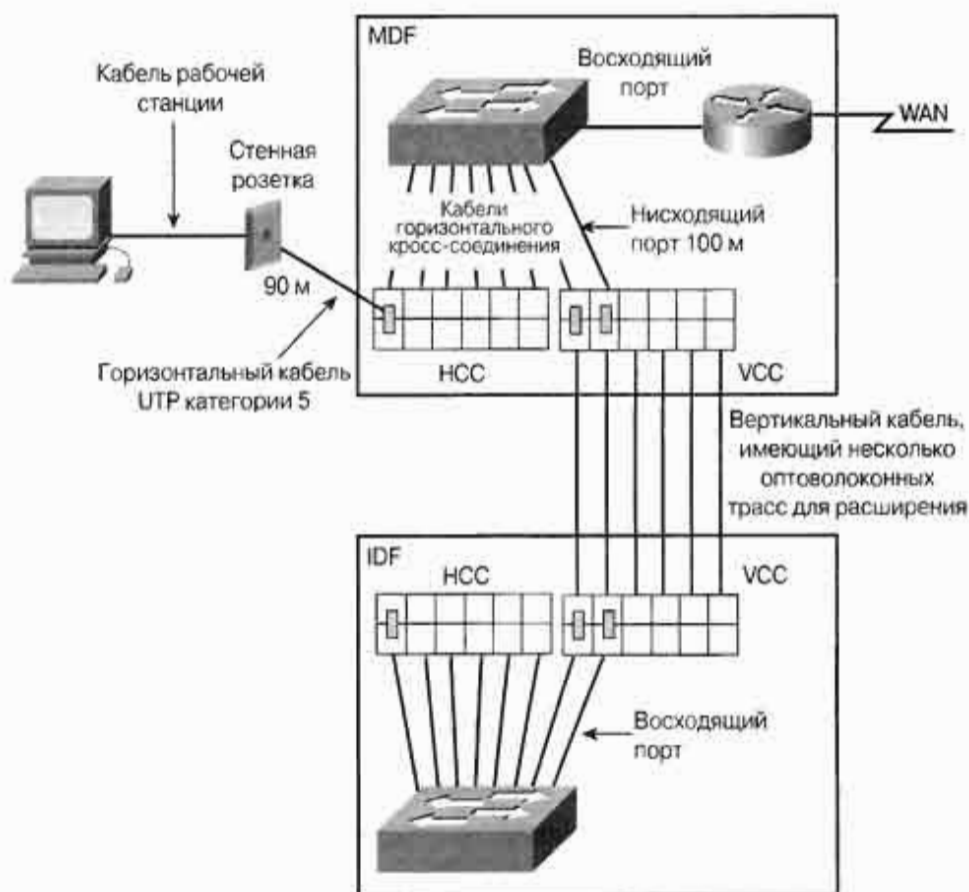 MDF
Кабель рабочей
станции
Восходящий
порт
WAN
Стенная
розетка
Кабели
горизонтального
кросс-соединения
Нисходящий
порт 100 м
90 м
Горизонтальный кабель
UTP категории 5
HCC
VCC
Вертикальный кабель,
имеющий несколько
оптоволоконных
трасс для расширения
IDF
HCC
VCC
Восходящий
порт